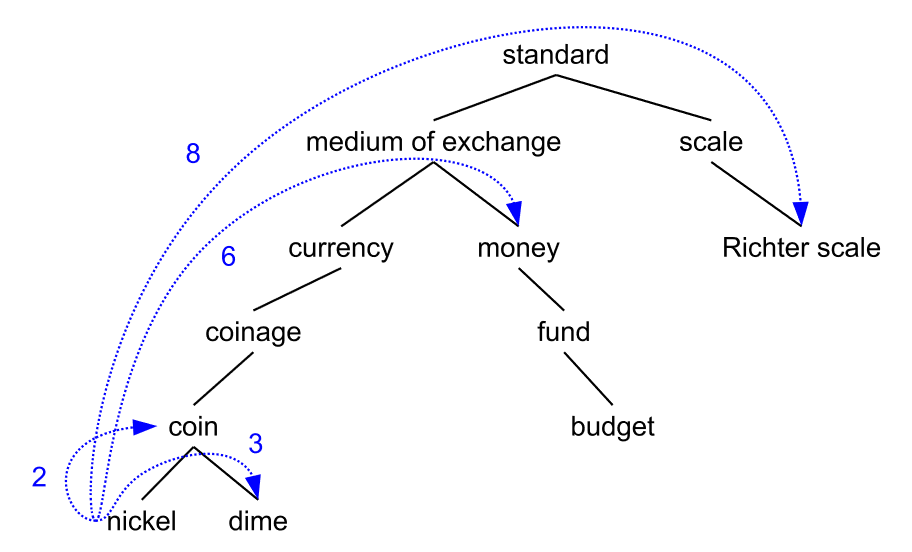 standard
8
medium of exchange
scale
6
currency
money
Richter scale
coinage
fund
coin
3
budget
2
nickel
dime